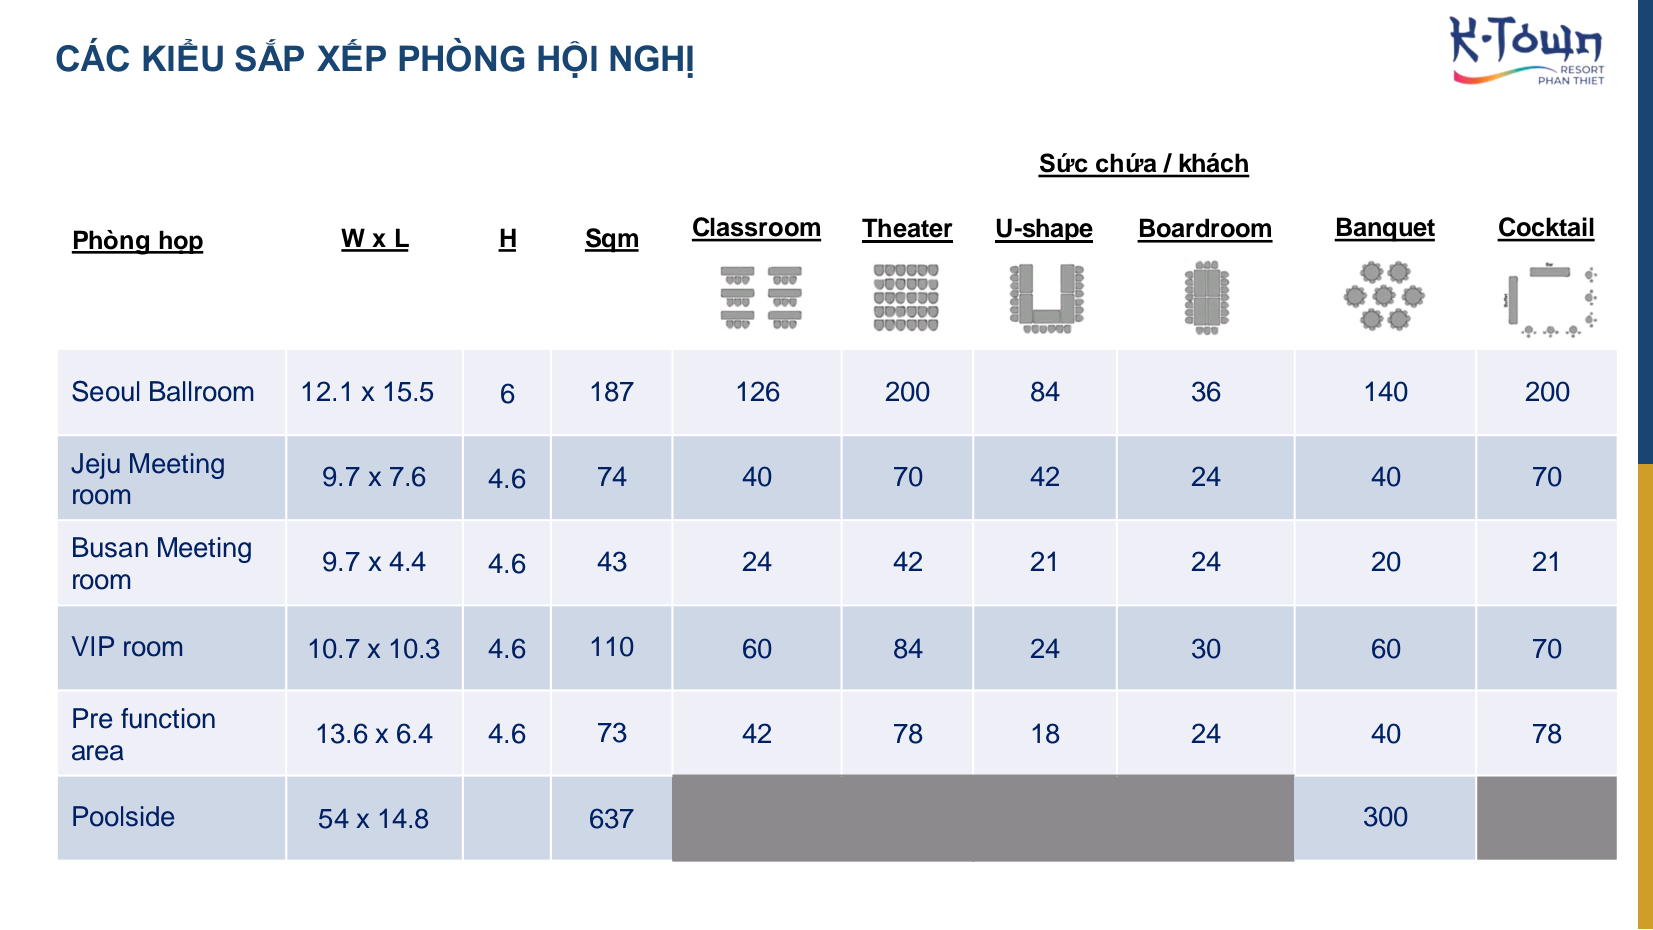 CÁC KIỂU SẮP XẾP PHÒNG HỘI NGHỊ
K-Town
RESORT
PHAN THIET
Sức chứa / khách
Phòng họp W x L H Sqm Classroom Theater U-shape Boardroom Banquet Cocktail
Seoul Ballroom 12.1 x 15.5 6 187 126 200 84 36 140 200
Jeju Meeting
room 9.7 x 7.6 4.6 74 40 70 42 24 40 70
Busan Meeting
room 9.7 x 4.4 4.6 43 24 42 21 24 20 21
VIP room 10.7 x 10.3 4.6 110 60 84 24 30 60 70
Pre function
area 13.6 x 6.4 4.6 73 42 78 18 24 40 78
Poolside 54 x 14.8 637 300